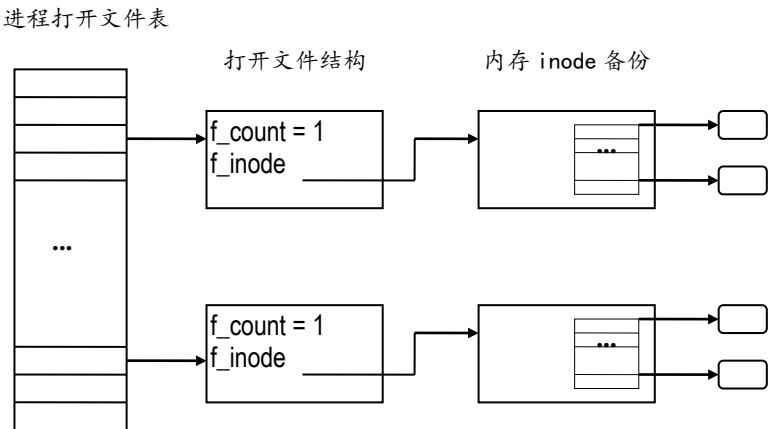 进程打开文件表
打开文件结构
内存 inode 备份
f_count = 1
f_inode
...
...
f_count = 1
f_inode
...